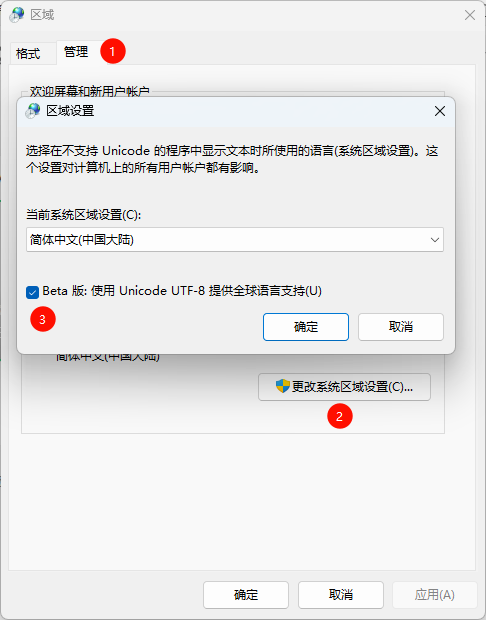 区域
格式
管理
1
欢迎屏幕和新用户帐户
区域设置
选择在不支持 Unicode 的程序中显示文本时所使用的语言(系统区域设置)。这
个设置对计算机上的所有用户帐户都有影响。
当前系统区域设置(C):
简体中文(中国大陆)
Beta 版: 使用 Unicode UTF-8 提供全球语言支持(U)
3
确定
取消
简体中文(中国大陆)
更改系统区域设置(C)...
2
确定
取消
应用(A)